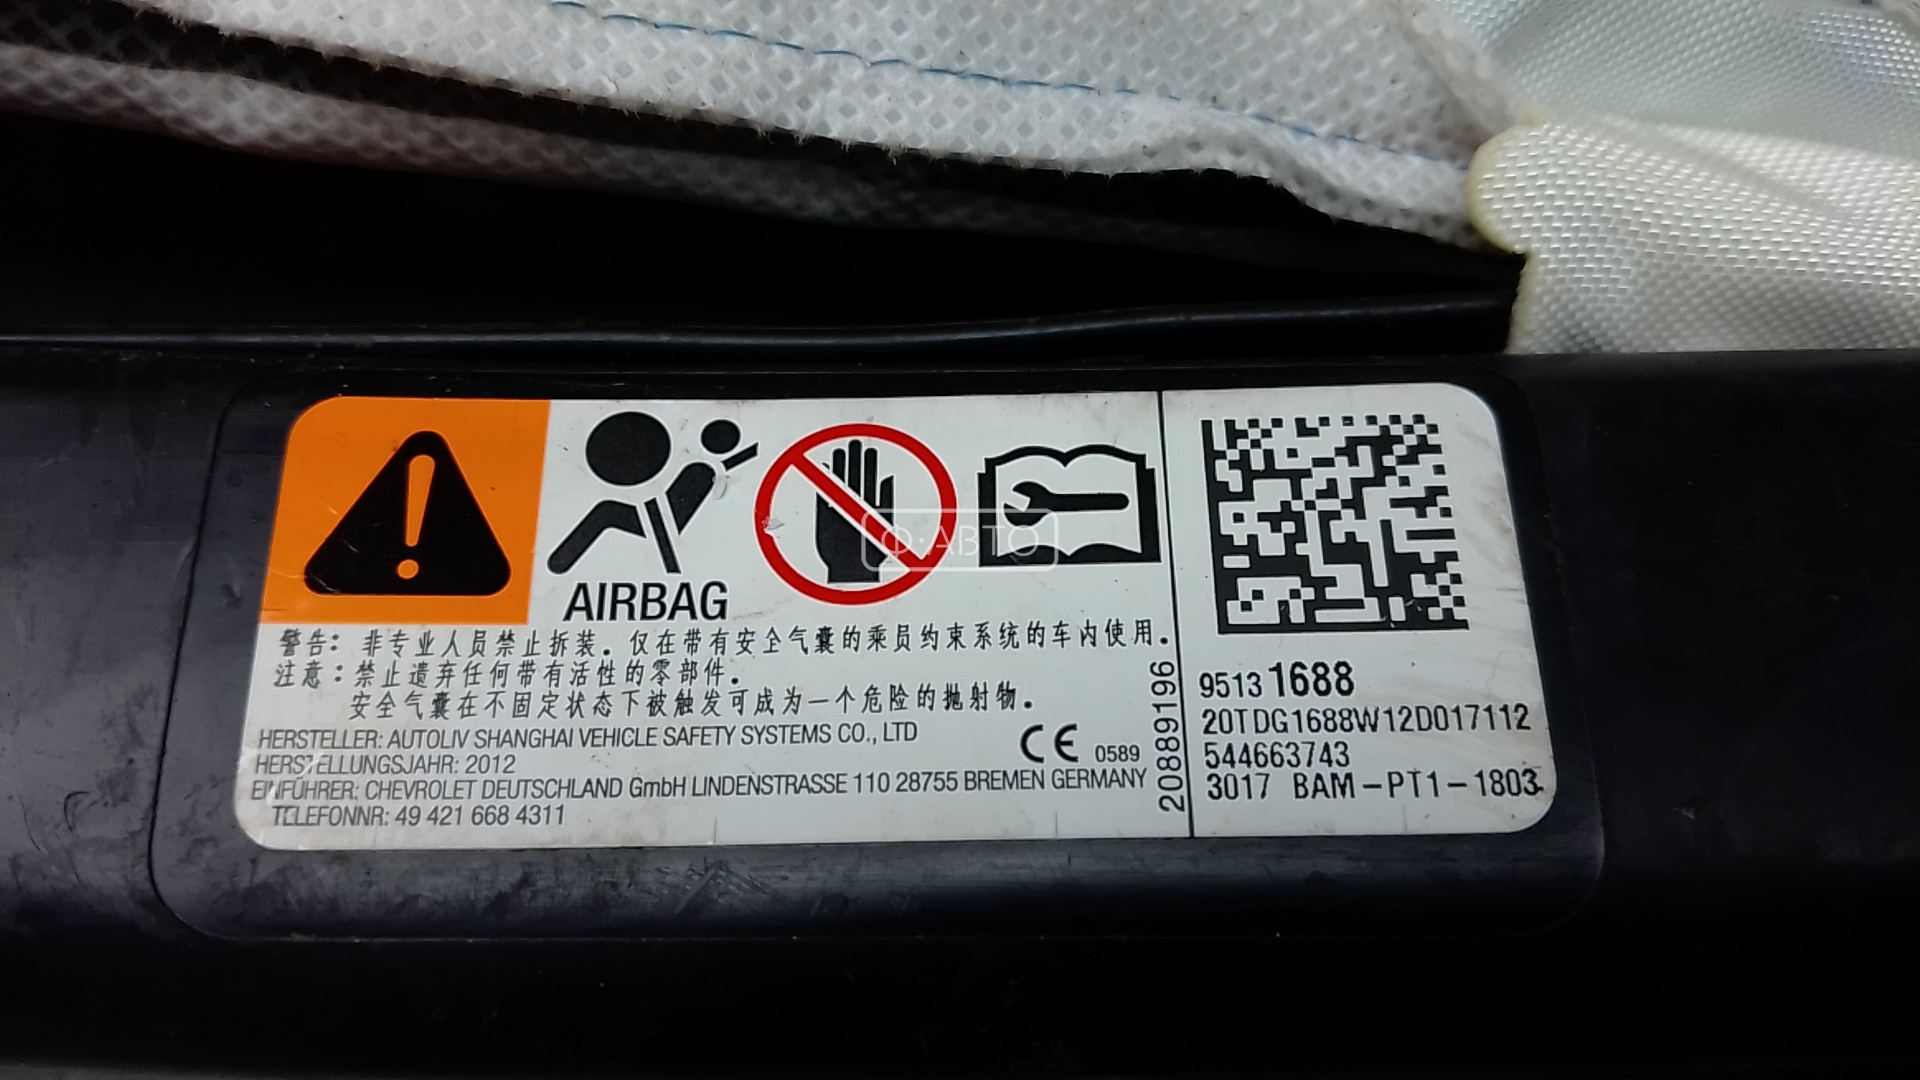 AIRBAG
Ф·АВТО
警告：非专业人员禁止拆装。仅在带有安全气囊的乘员约束系统的车内使用。
注意：禁止遗弃任何带有活性的零部件。
安全气囊在不固定状态下被触发可成为一个危险的抛射物。
HERSTELLER: AUTOLIV SHANGHAI VEHICLE SAFETY SYSTEMS CO., LTD
HERSTELLUNGSJAHR: 2012
EINFÜHRER: CHEVROLET DEUTSCHLAND GmbH LINDENSTRASSE 110 28755 BREMEN GERMANY
TELEFONNR: 49 421 668 4311
CE 0589
20889196
9513 1688
20TDG1688W12D017112
544663743
3017 BAM-PT1-1803